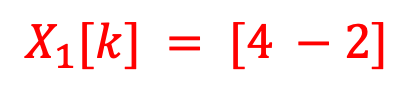 X₁[k] = [4 − 2]